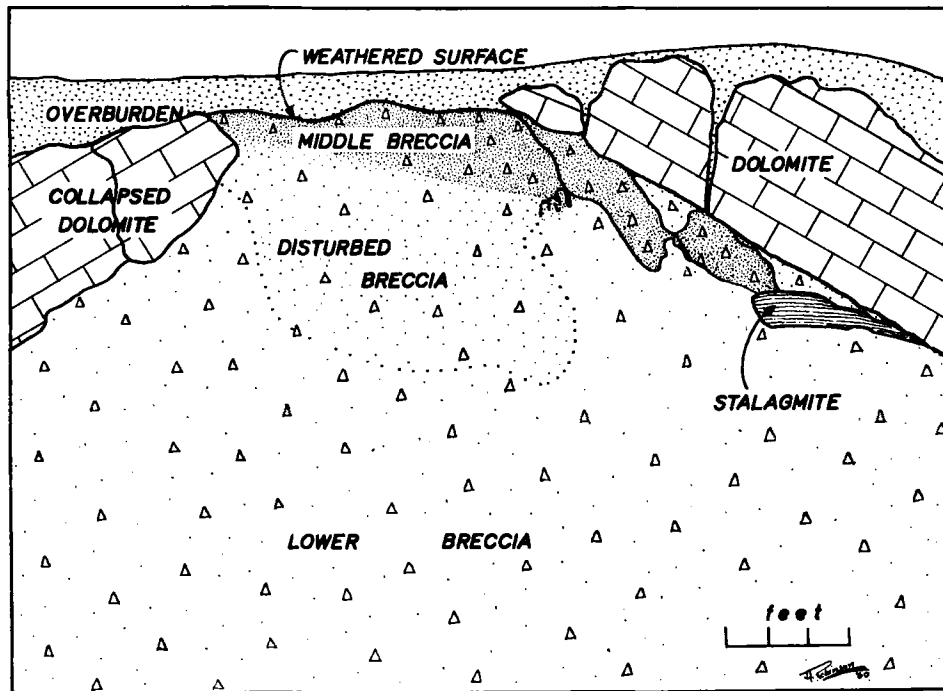 WEATHERED SURFACE
OVERBURDEN
MIDDLE BRECCIA
DOLOMITE
COLLAPSED
DOLOMITE
DISTURBED
BRECCIA
STALAGMITE
LOWER BRECCIA
feet